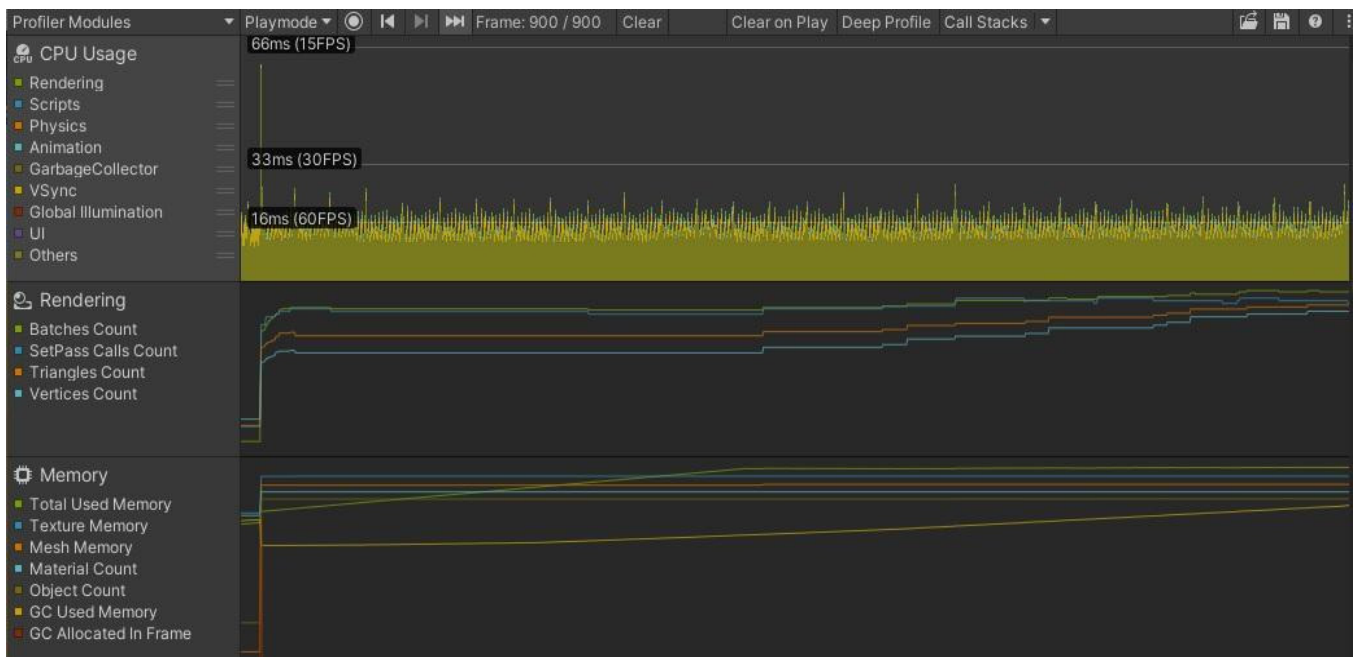 Profiler Modules Playmode Frame: 900 / 900 Clear Clear on Play Deep Profile Call Stacks
CPU Usage
CPU
Rendering
Scripts
Physics
Animation
GarbageCollector
VSync
Global Illumination
UI
Others
66ms (15FPS)
33ms (30FPS)
16ms (60FPS)
Rendering
Batches Count
SetPass Calls Count
Triangles Count
Vertices Count
Memory
Total Used Memory
Texture Memory
Mesh Memory
Material Count
Object Count
GC Used Memory
GC Allocated In Frame